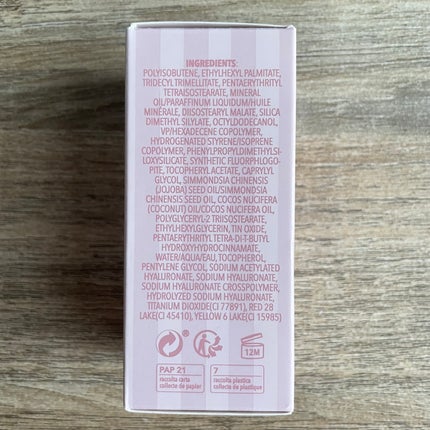 INGREDIENTS:
POLYISOBUTENE, ETHYLHEXYL PALMITATE,
TRIDECYL TRIMELLITATE, PENTAERYTHRITYL
TETRAISOSTEARATE, MINERAL
OIL/PARAFFINUM LIQUIDUM/HUILE
MINÉRALE, DIISOSTEARYL MALATE, SILICA
DIMETHYL SILYLATE, OCTYLDODECANOL,
VP/HEXADECENE COPOLYMER,
HYDROGENATED STYRENE/ISOPRENE
COPOLYMER, PHENYLPROPYLDIMETHYLSI-
LOXYSILICATE, SYNTHETIC FLUORPHLOGO-
PITE, TOCOPHERYL ACETATE, CAPRYLYL
GLYCOL, SIMMONDSIA CHINENSIS
(JOJOBA) SEED OIL/SIMMONDSIA
CHINENSIS SEED OIL, COCOS NUCIFERA
(COCONUT) OIL/COCOS NUCIFERA OIL,
POLYGLYCERYL-2 TRIISOSTEARATE,
ETHYLHEXYLGLYCERIN, TIN OXIDE,
PENTAERYTHRITYL TETRA-DI-T-BUTYL
HYDROXYHYDROCINNAMATE,
WATER/AQUA/EAU, TOCOPHEROL,
PENTYLENE GLYCOL, SODIUM ACETYLATED
HYALURONATE, SODIUM HYALURONATE,
SODIUM HYALURONATE CROSSPOLYMER,
HYDROLYZED SODIUM HYALURONATE,
TITANIUM DIOXIDE(CI 77891), RED 28
LAKE(CI 45410), YELLOW 6 LAKE(CI 15985)
12M
PAP 21
raccolta carta
collecte de papier
7
raccolta plastica
collecte de plastique